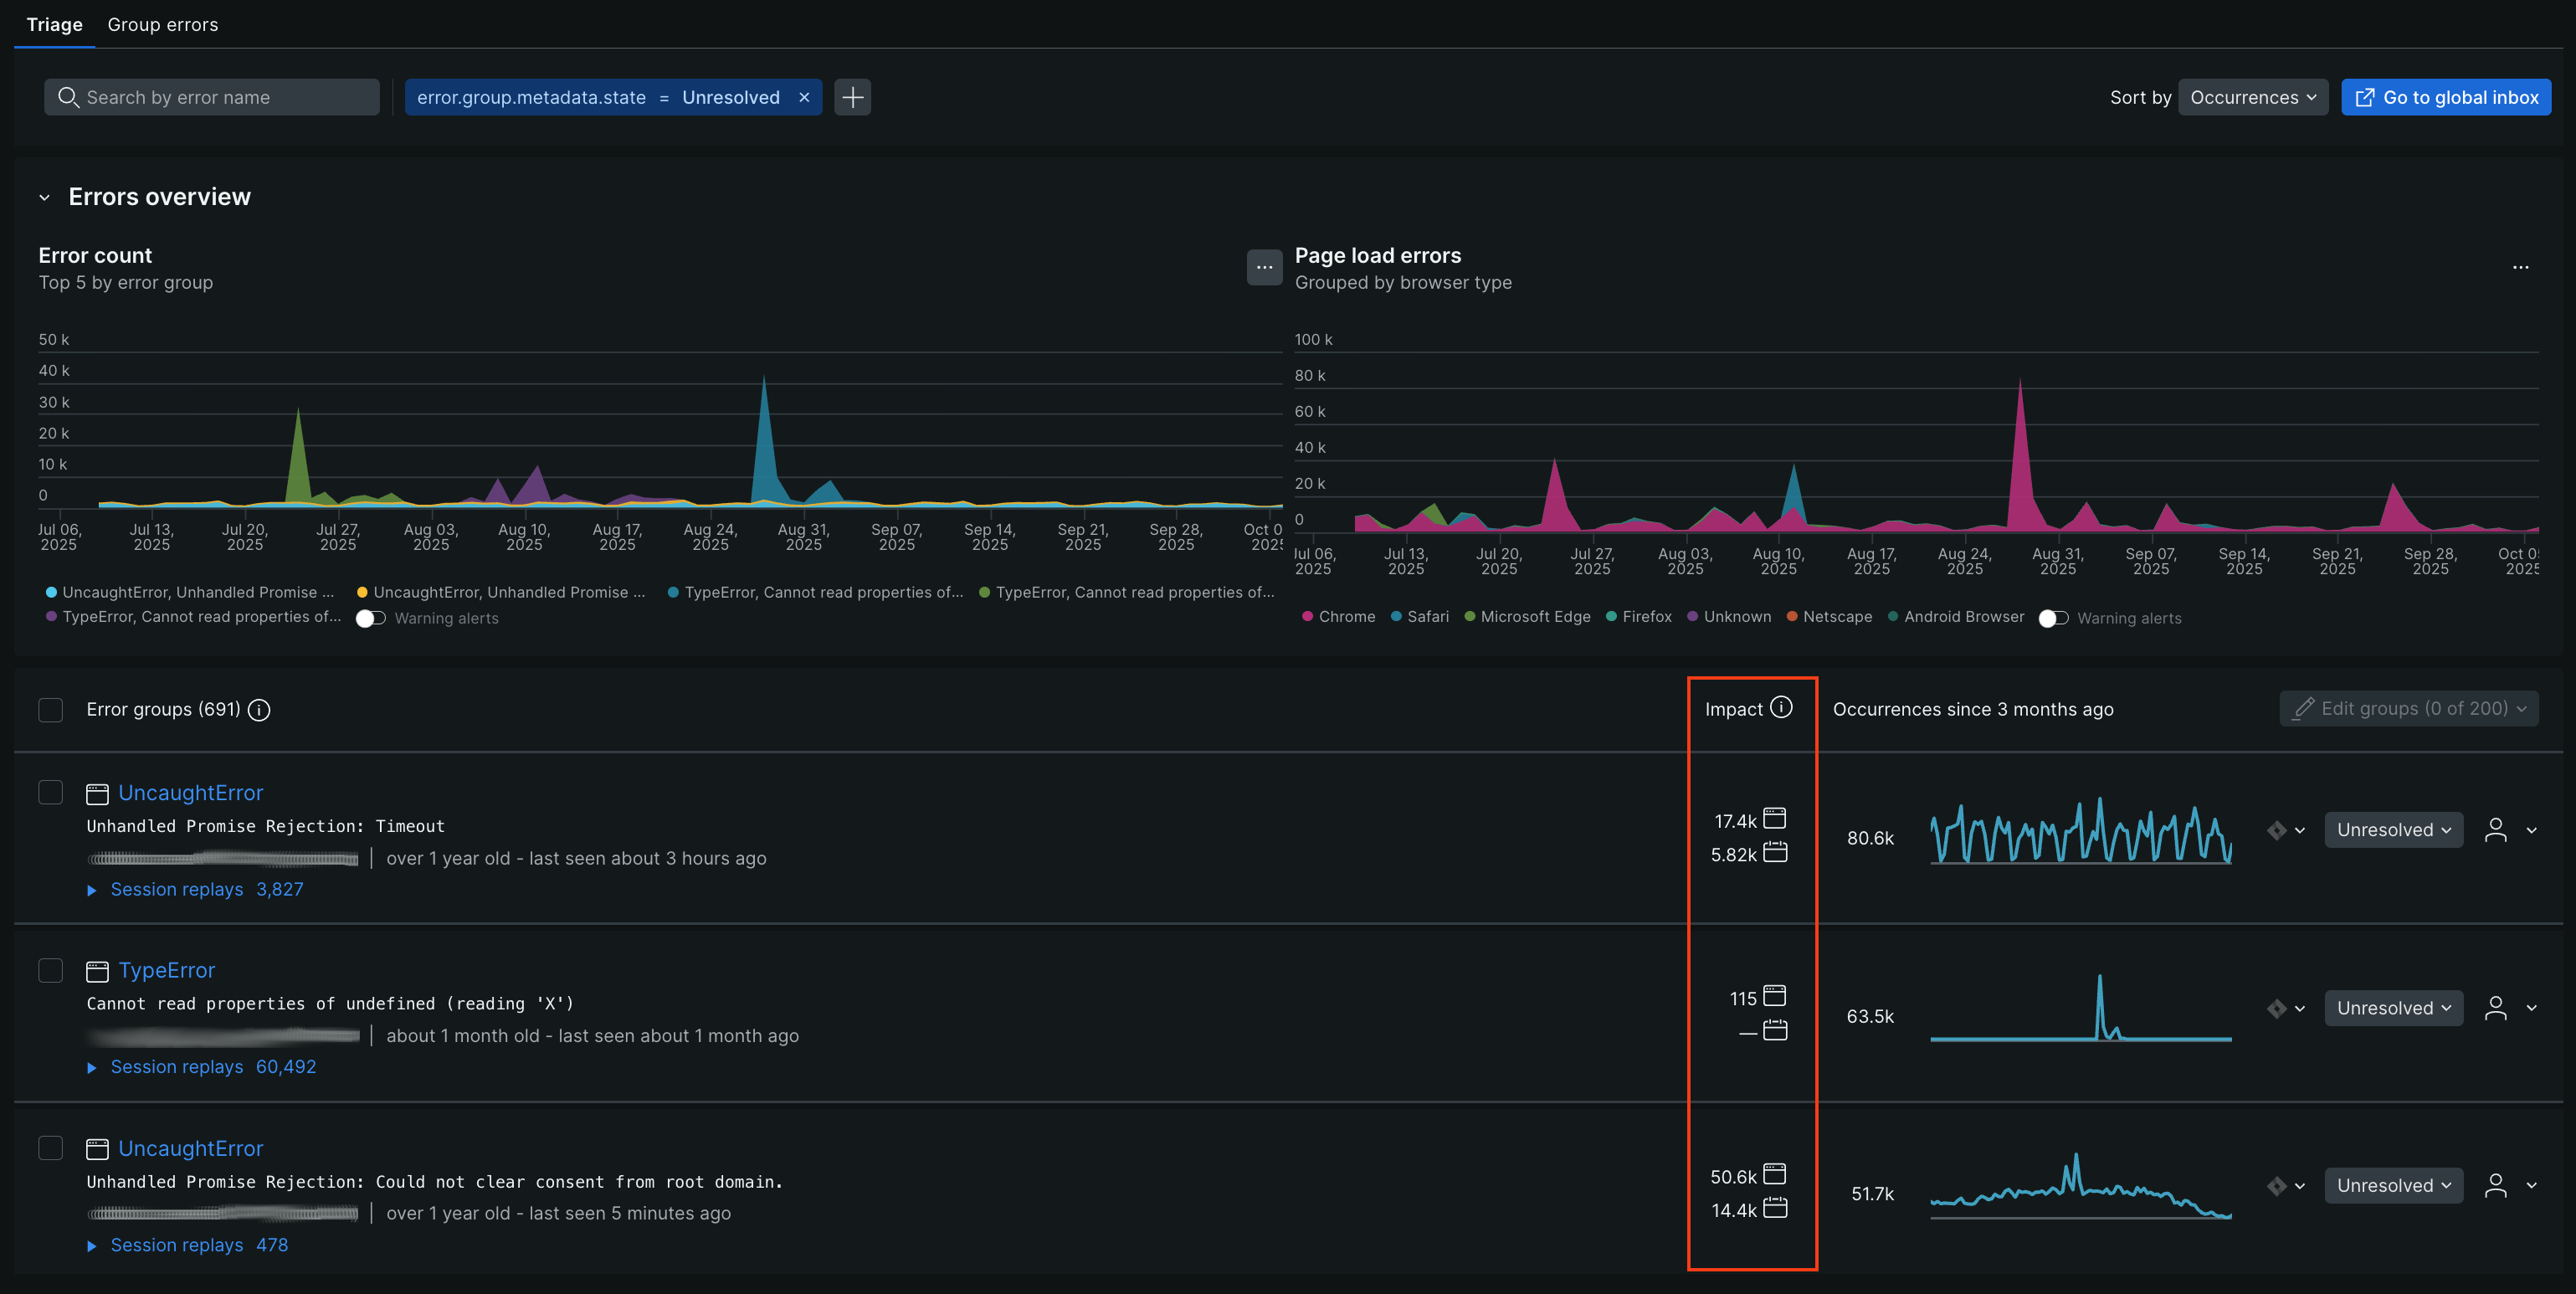 Triage Group errors
Search by error name error.group.metadata.state = Unresolved × + Sort by Occurrences Go to global inbox
Errors overview
Error count
Top 5 by error group
50 k
40 k
30 k
20 k
10 k
0
Jul 06, 2025 Jul 13, 2025 Jul 20, 2025 Jul 27, 2025 Aug 03, 2025 Aug 10, 2025 Aug 17, 2025 Aug 24, 2025 Aug 31, 2025 Sep 07, 2025 Sep 14, 2025 Sep 21, 2025 Sep 28, 2025 Oct 0 2025
UncaughtError, Unhandled Promise ... UncaughtError, Unhandled Promise ... TypeError, Cannot read properties of... TypeError, Cannot read properties of...
TypeError, Cannot read properties of... Warning alerts
Page load errors
Grouped by browser type
100 k
80 k
60 k
40 k
20 k
0
Jul 06, 2025 Jul 13, 2025 Jul 20, 2025 Jul 27, 2025 Aug 03, 2025 Aug 10, 2025 Aug 17, 2025 Aug 24, 2025 Aug 31, 2025 Sep 07, 2025 Sep 14, 2025 Sep 21, 2025 Sep 28, 2025 Oct 05 2025
Chrome Safari Microsoft Edge Firefox Unknown Netscape Android Browser Warning alerts
Error groups (691) Impact Occurrences since 3 months ago Edit groups (0 of 200)
UncaughtError
Unhandled Promise Rejection: Timeout
over 1 year old - last seen about 3 hours ago
Session replays 3,827
17.4k
5.82k
80.6k
Unresolved
TypeError
Cannot read properties of undefined (reading 'X')
about 1 month old - last seen about 1 month ago
Session replays 60,492
115
—
63.5k
Unresolved
UncaughtError
Unhandled Promise Rejection: Could not clear consent from root domain.
over 1 year old - last seen 5 minutes ago
Session replays 478
50.6k
14.4k
51.7k
Unresolved